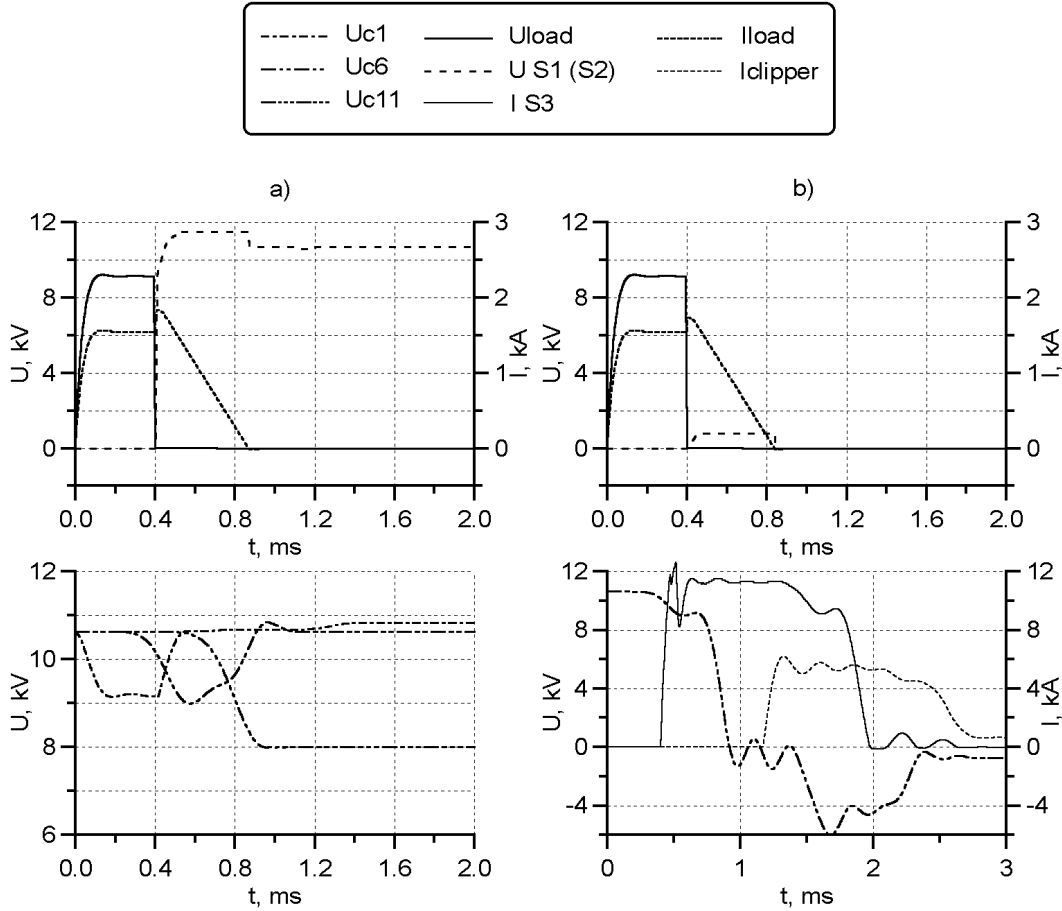 Uc1 Uload Iload
Uc6 U S1 (S2) Iclipper
Uc11 I S3
a) b)
12 3 12 3
8 2 8 2
U, kV I, kA U, kV I, kA
4 1 4 1
0 0 0 0
0.0 0.4 0.8 1.2 1.6 2.0 0.0 0.4 0.8 1.2 1.6 2.0
t, ms t, ms
12 12 12
10 8 8
U, kV U, kV 4 I, kA 4
8 0 0
-4 -4
6
0.0 0.4 0.8 1.2 1.6 2.0 0 1 2 3
t, ms t, ms